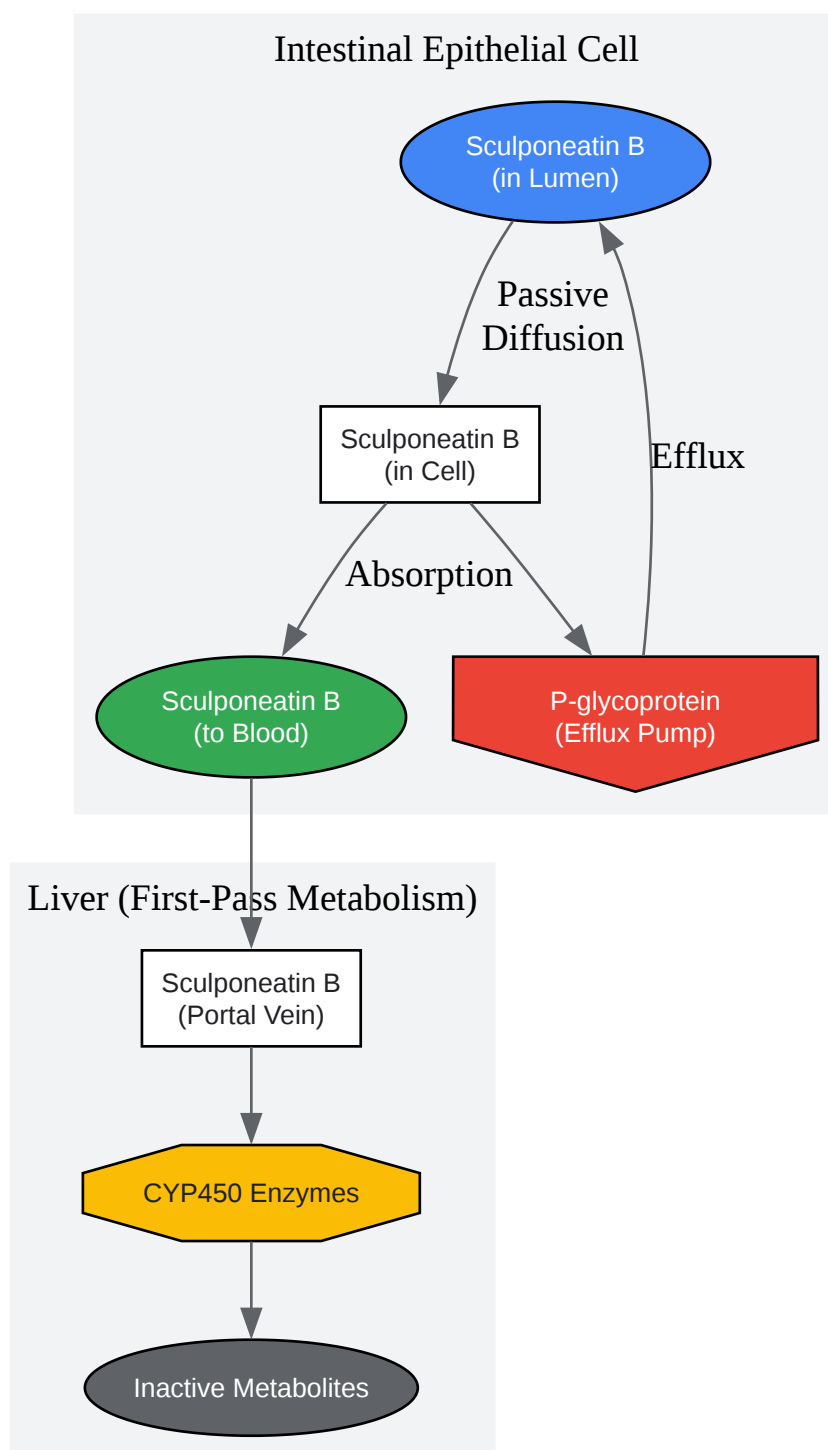 Intestinal Epithelial Cell
Sculponeatin B
(in Lumen)
Passive
Diffusion
Sculponeatin B
(in Cell)
Efflux
Absorption
Sculponeatin B
(to Blood)
P-glycoprotein
(Efflux Pump)
Liver (First-Pass Metabolism)
Sculponeatin B
(Portal Vein)
CYP450 Enzymes
Inactive Metabolites